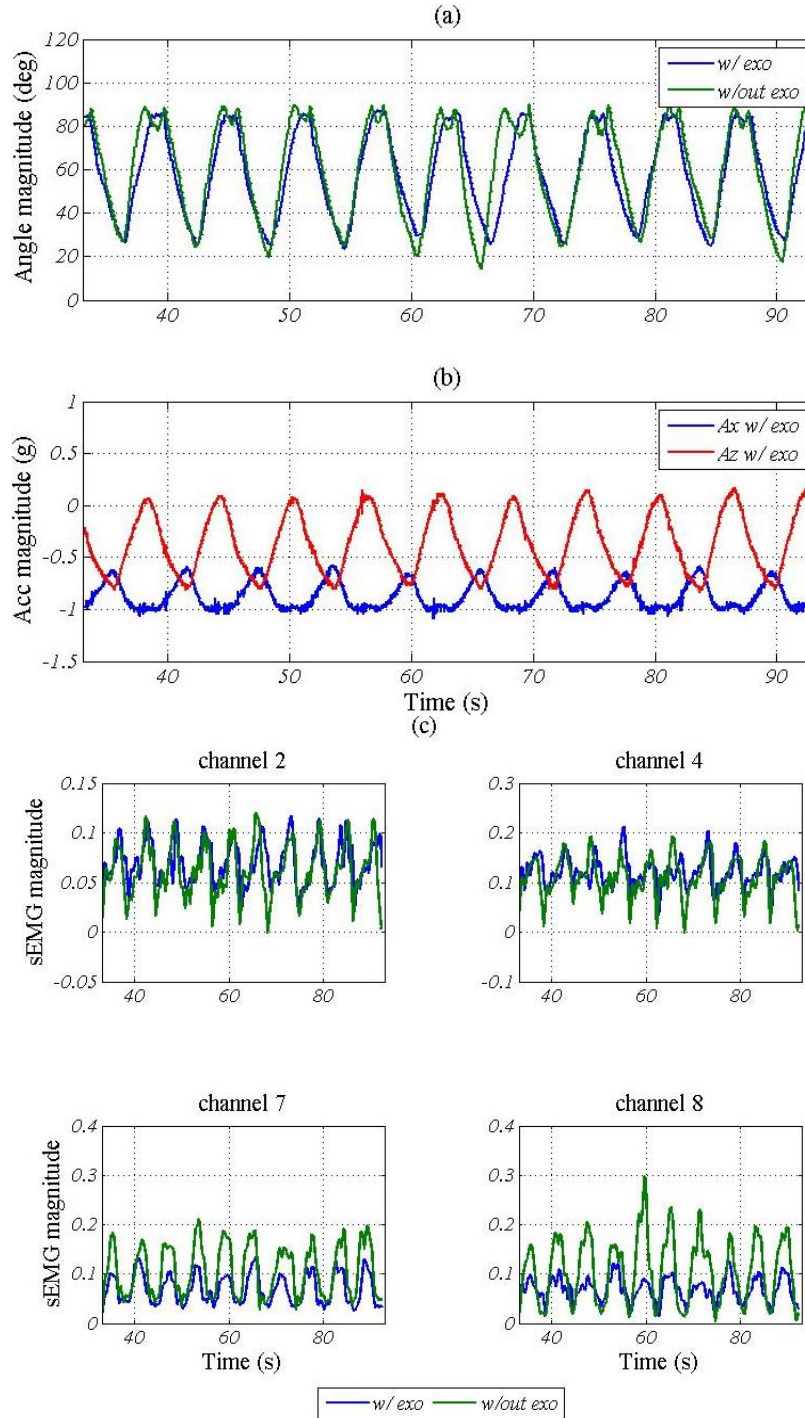 (a)
Angle magnitude (deg)
120
100
80
60
40
20
0
w/ exo
w/out exo
40
50
60
70
80
90
(b)
Acc magnitude (g)
1
0.5
0
-0.5
-1
-1.5
Ax w/ exo
Az w/ exo
40
50
60
70
80
90
Time (s)
(c)
channel 2
sEMG magnitude
0.15
0.1
0.05
0
-0.05
40
60
80
channel 4
0.3
0.2
0.1
0
-0.1
40
60
80
channel 7
sEMG magnitude
0.4
0.3
0.2
0.1
0
40
60
80
Time (s)
channel 8
0.4
0.3
0.2
0.1
0
40
60
80
Time (s)
w/ exo
w/out exo